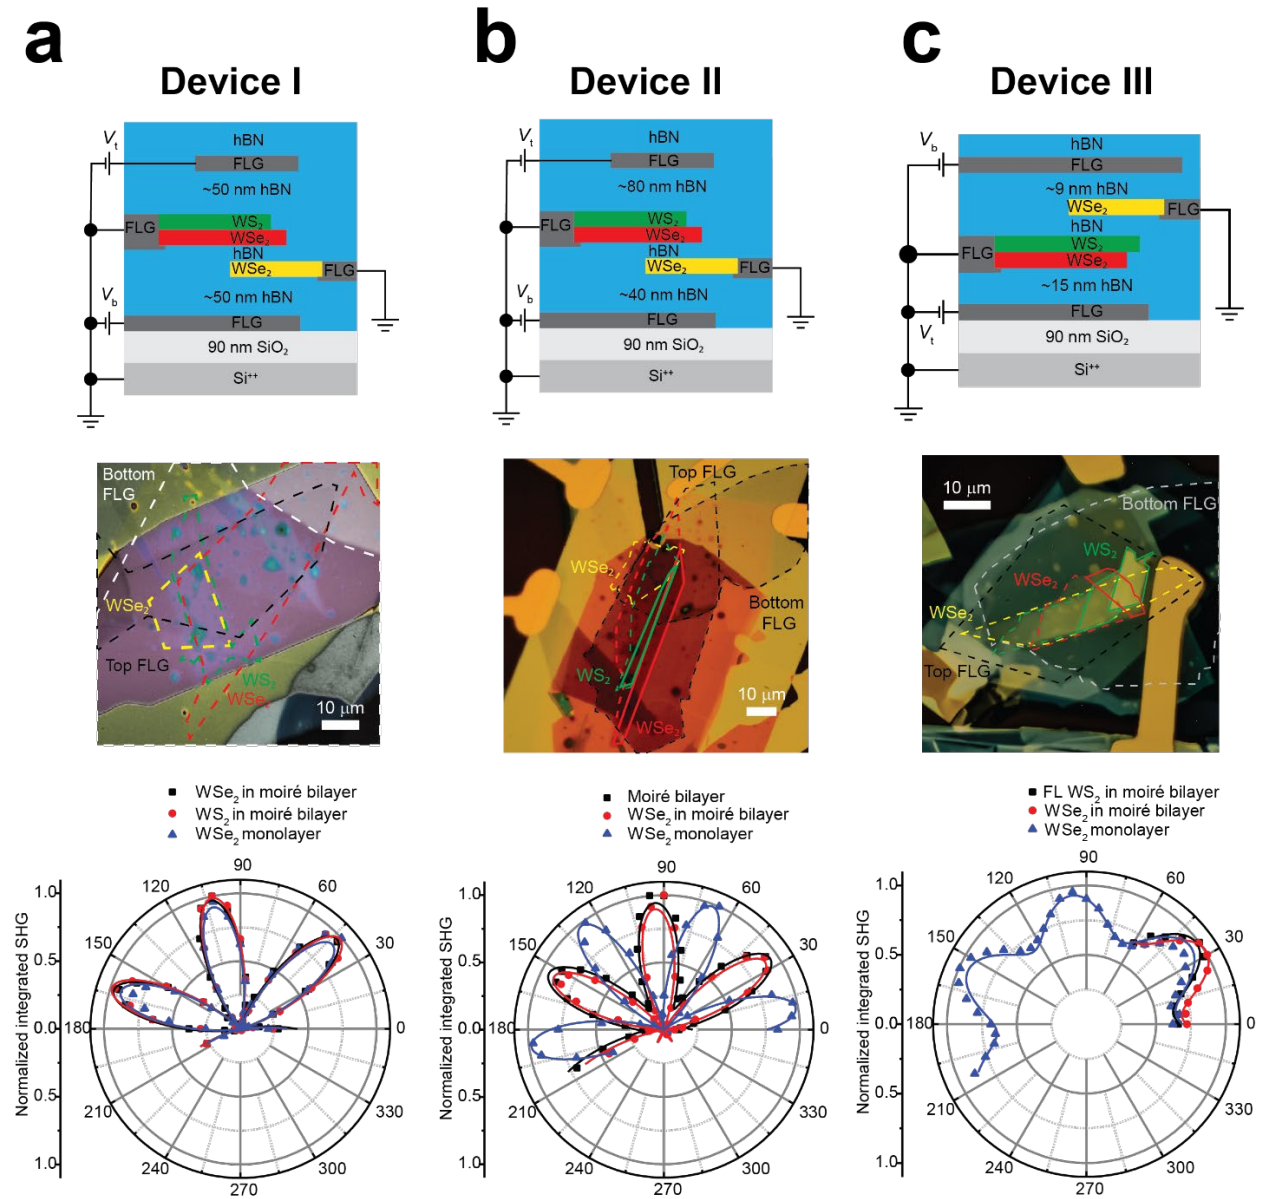 a
Device I
V_t
hBN
FLG
~50 nm hBN
FLG
WS₂
WSe₂
hBN
WSe₂
FLG
~50 nm hBN
V_b
FLG
90 nm SiO₂
Si⁺⁺
Bottom
FLG
WSe₂
Top FLG
WS₂
WSe₂
10 μm
WSe₂ in moiré bilayer
WS₂ in moiré bilayer
WSe₂ monolayer
Normalized integrated SHG
1.0
0.5
0.0
0.5
1.0
0
30
60
90
120
150
180
210
240
270
300
330
b
Device II
V_t
hBN
FLG
~80 nm hBN
FLG
WS₂
WSe₂
hBN
WSe₂
FLG
~40 nm hBN
V_b
FLG
90 nm SiO₂
Si⁺⁺
Top FLG
WSe₂
Bottom
FLG
WS₂
WSe₂
10 μm
Moiré bilayer
WSe₂ in moiré bilayer
WSe₂ monolayer
Normalized integrated SHG
1.0
0.5
0.0
0.5
1.0
0
30
60
90
120
150
180
210
240
270
300
330
c
Device III
V_b
hBN
FLG
~9 nm hBN
WSe₂
FLG
hBN
FLG
WS₂
WSe₂
~15 nm hBN
FLG
V_t
90 nm SiO₂
Si⁺⁺
10 μm
Bottom FLG
WS₂
WSe₂
WSe₂
Top FLG
FL WS₂ in moiré bilayer
WSe₂ in moiré bilayer
WSe₂ monolayer
Normalized integrated SHG
1.0
0.5
0.0
0.5
1.0
0
30
60
90
120
150
180
210
240
270
300
330